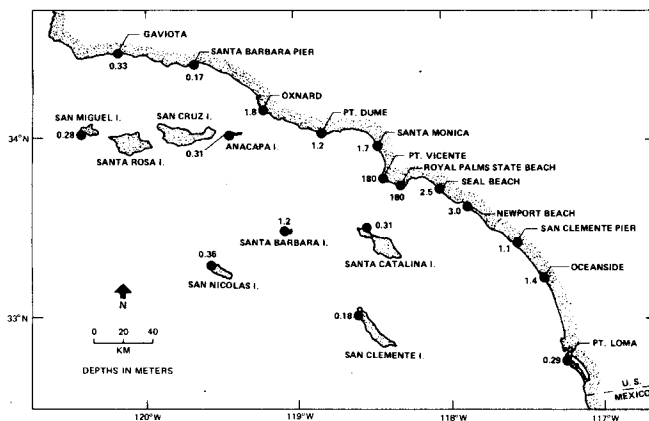 GAVIOTA
0.33
SANTA BARBARA PIER
0.17
OXNARD
1.8
PT. DUME
1.2
SANTA MONICA
1.7
PT. VICENTE
180
ROYAL PALMS STATE BEACH
180
SEAL BEACH
2.5
NEWPORT BEACH
3.0
SAN CLEMENTE PIER
1.1
OCEANSIDE
1.4
PT. LOMA
0.29
SAN MIGUEL I.
0.28
SANTA ROSA I.
SAN CRUZ I.
0.31
ANACAPA I.
1.2
SANTA BARBARA I.
0.31
SANTA CATALINA I.
0.36
SAN NICOLAS I.
0.18
SAN CLEMENTE I.
34°N
33°N
N
0 20 40
KM
DEPTHS IN METERS
U.S.
MEXICO
120°W
119°W
118°W
117°W